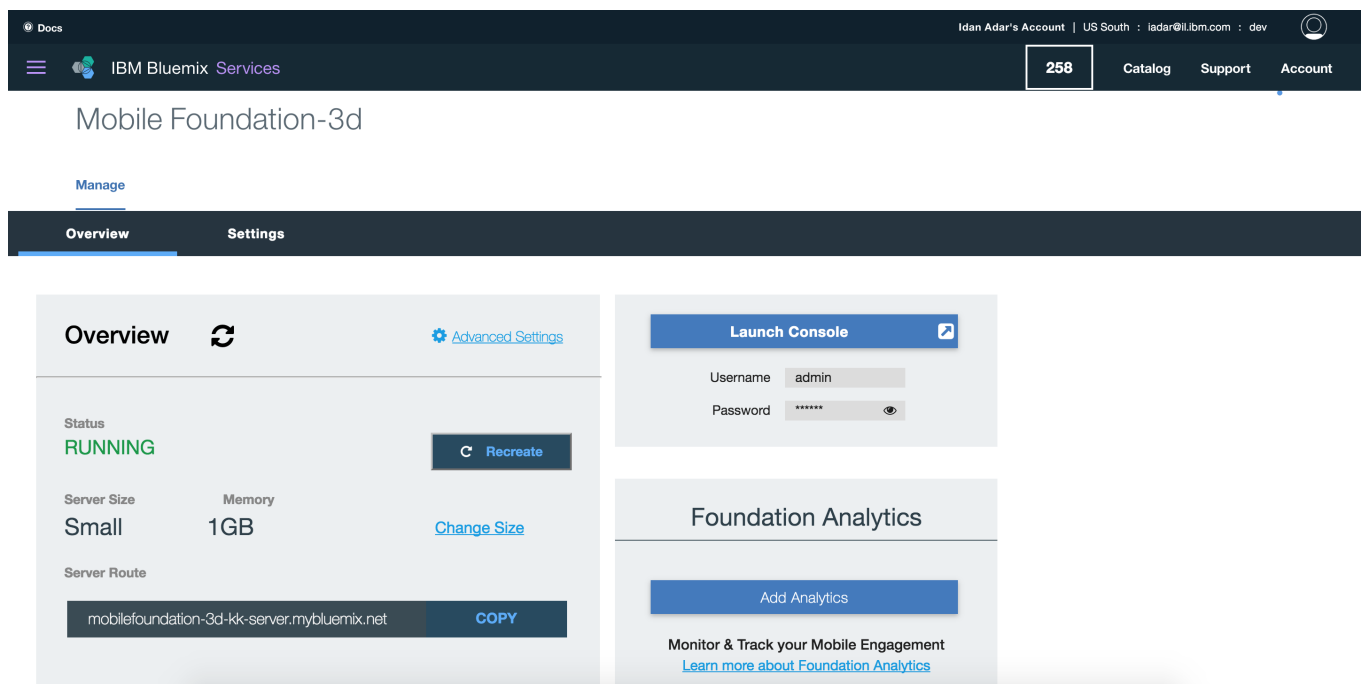 Docs
Idan Adar's Account | US South : iadar@il.ibm.com : dev
IBM Bluemix Services
258 Catalog Support Account
Mobile Foundation-3d
Manage
Overview Settings
Overview
Advanced Settings
Status
RUNNING
Recreate
Server Size Memory
Small 1GB
Change Size
Server Route
mobilefoundation-3d-kk-server.mybluemix.net COPY
Launch Console
Username admin
Password ******
Foundation Analytics
Add Analytics
Monitor & Track your Mobile Engagement
Learn more about Foundation Analytics